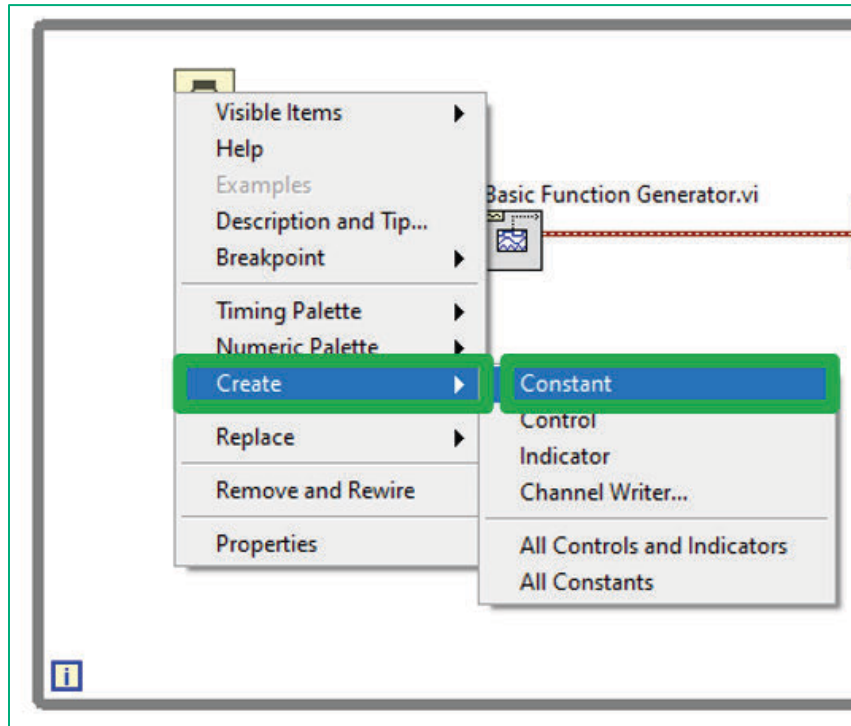 Visible Items
Help
Examples
Description and Tip...
Breakpoint
Basic Function Generator.vi
Timing Palette
Numeric Palette
Create
Constant
Control
Replace
Indicator
Remove and Rewire
Channel Writer...
Properties
All Controls and Indicators
All Constants
i